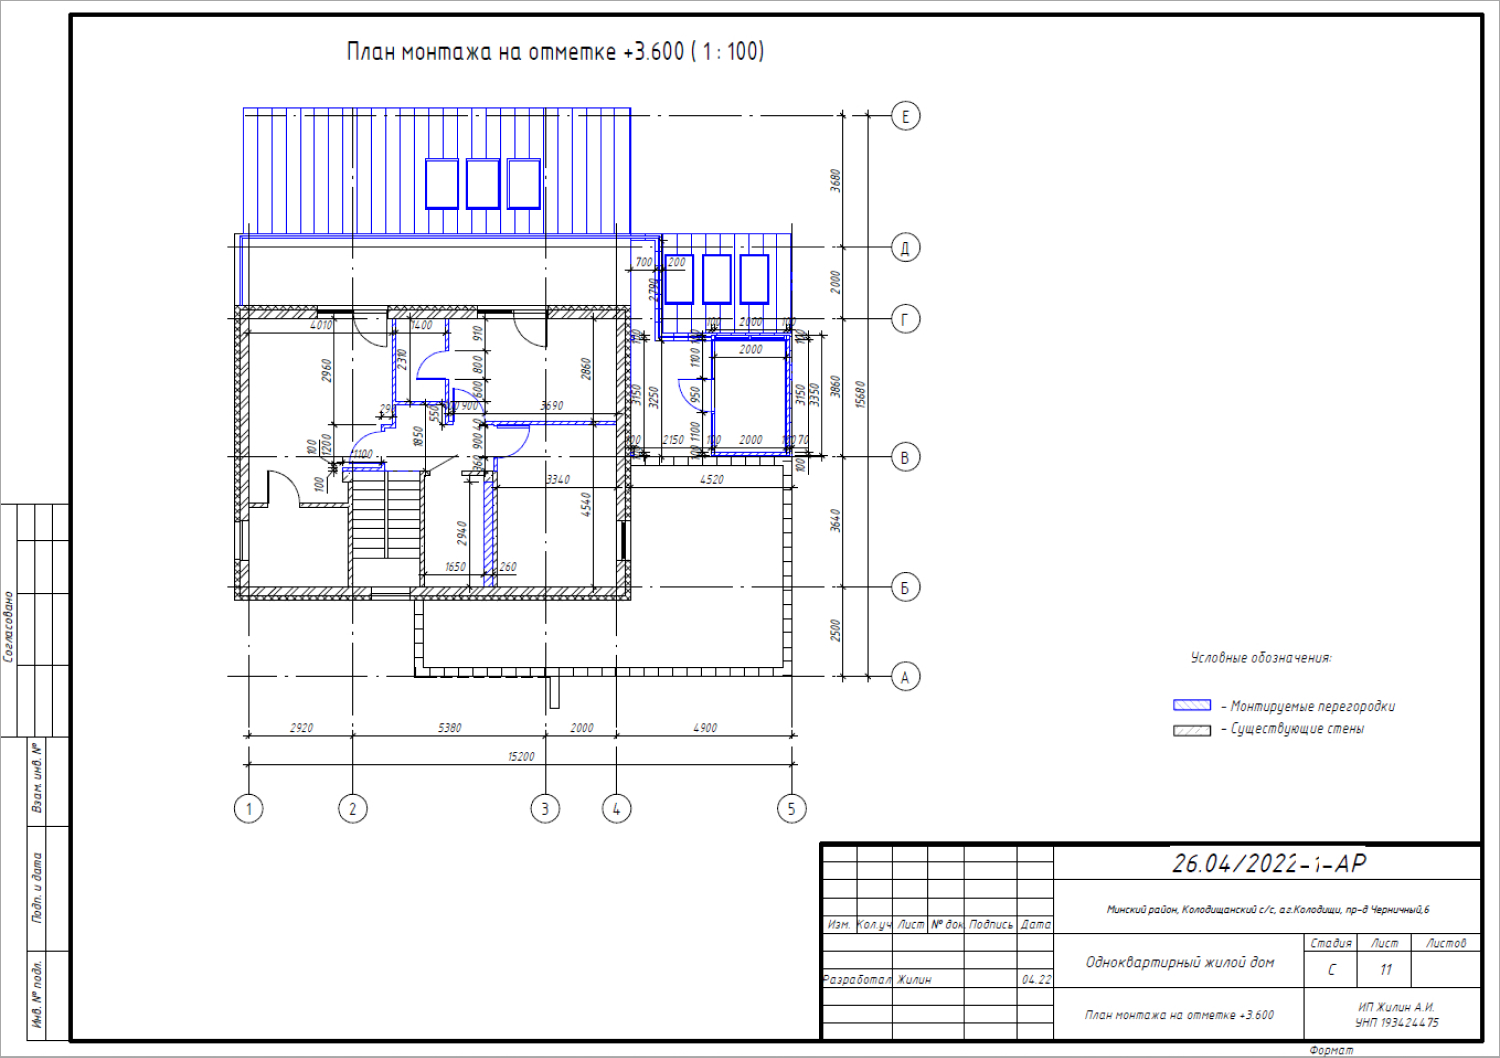 План монтажа на отметке +3.600 ( 1 : 100)
Е
3680
Д
700
200
2790
2000
Г
4010
1400
910
100
2000
100
2310
800
2960
2860
600
2000
1100
3150
3250
950
3150
3350
3860
15680
290
550
900
3690
1850
40
900
360
100
1200
1100
100
2150
1100
2000
70
100
В
3340
4520
4540
2940
3640
1650
260
Б
2500
А
2920
5380
2000
4900
15200
1
2
3
4
5
Условные обозначения:
- Монтируемые перегородки
- Существующие стены
Согласовано
Взам. инв. №
Подп. и дата
Инв. № подл.
26.04/2022-1-АР
Минский район, Колодищанский с/с, аг.Колодищи, пр-д Черничный,6
Изм. Кол.уч Лист № док Подпись Дата
Одноквартирный жилой дом
Стадия Лист Листов
С 11
Разработал Жилин 04.22
План монтажа на отметке +3.600
ИП Жилин А.И.
УНП 193424475
Формат